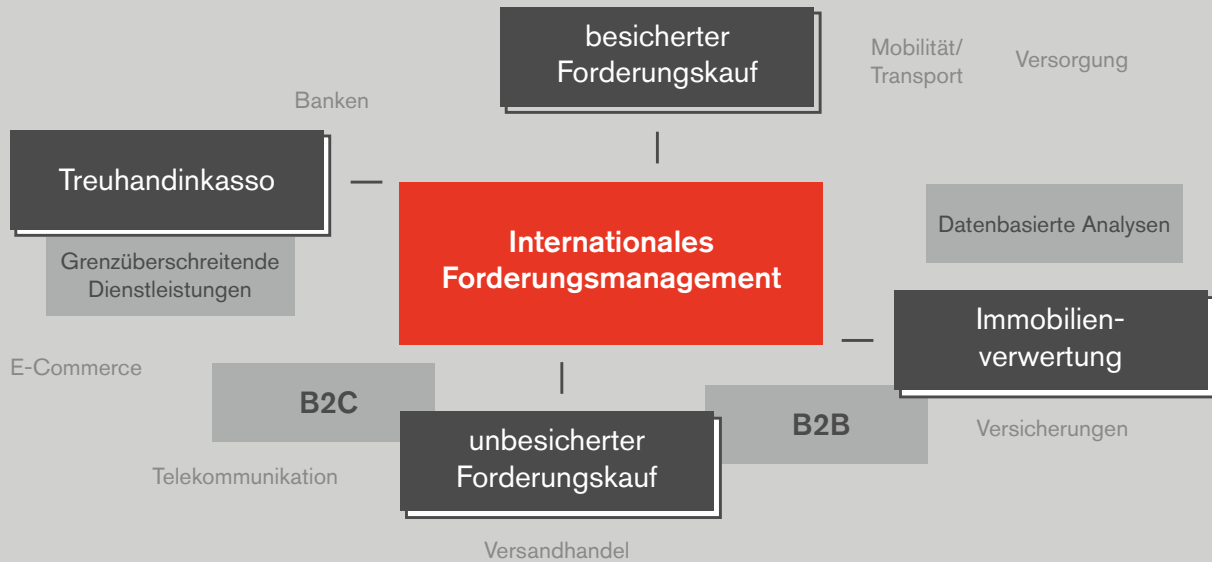 besicherter
Forderungskauf
Mobilität/
Transport
Versorgung
Banken
Treuhandinkasso
Grenzüberschreitende
Dienstleistungen
Internationales
Forderungsmanagement
Datenbasierte Analysen
Immobilien-
verwertung
E-Commerce
B2C
unbesicherter
Forderungskauf
B2B
Versicherungen
Telekommunikation
Versandhandel